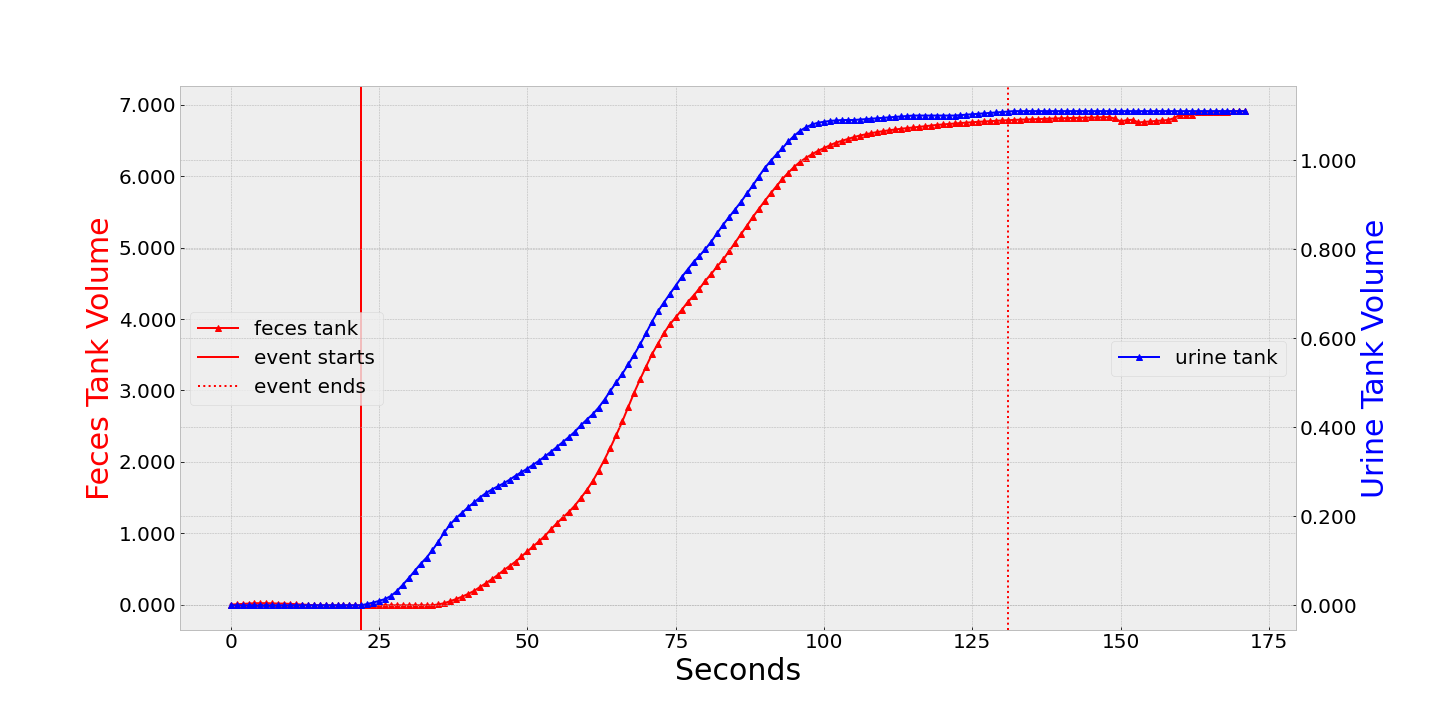 7.000
6.000
5.000
4.000
3.000
2.000
1.000
0.000
Feces Tank Volume
feces tank
event starts
event ends
urine tank
1.000
0.800
0.600
0.400
0.200
0.000
Urine Tank Volume
0 25 50 75 100 125 150 175
Seconds